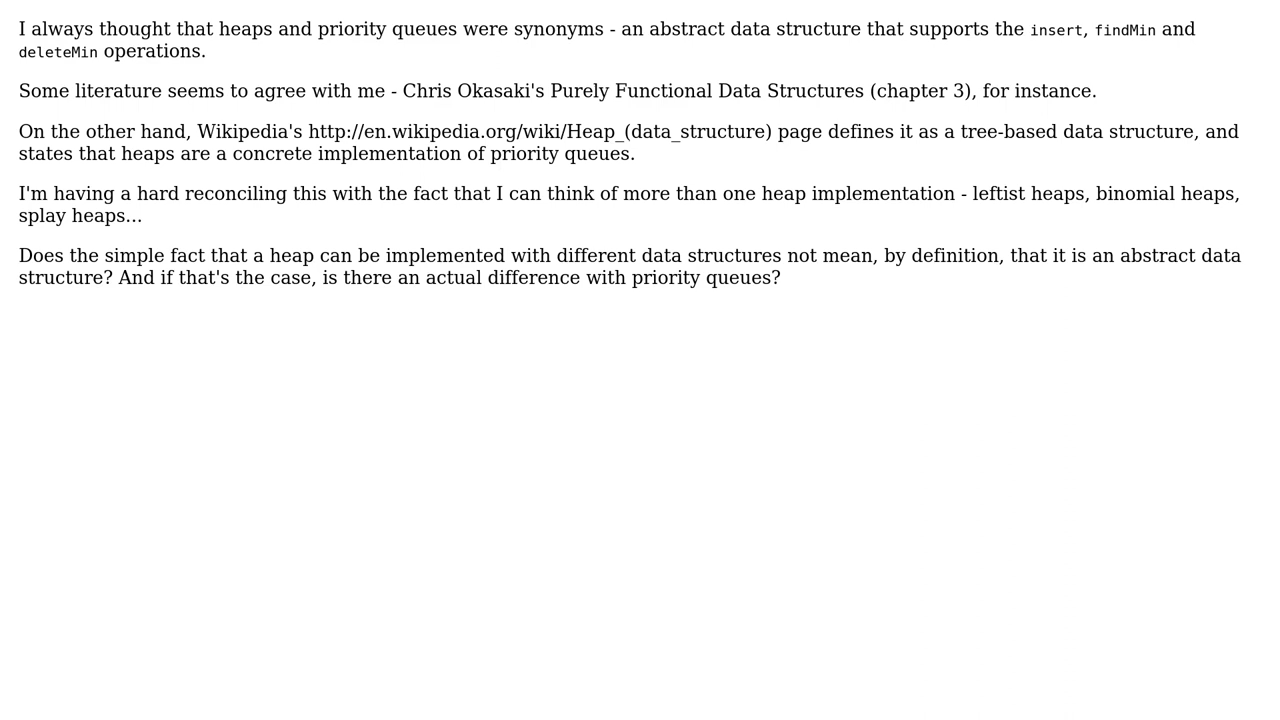 I always thought that heaps and priority queues were synonyms - an abstract data structure that supports the insert, findMin and
deleteMin operations.
Some literature seems to agree with me - Chris Okasaki's Purely Functional Data Structures (chapter 3), for instance.
On the other hand, Wikipedia's http://en.wikipedia.org/wiki/Heap_(data_structure) page defines it as a tree-based data structure, and
states that heaps are a concrete implementation of priority queues.
I'm having a hard reconciling this with the fact that I can think of more than one heap implementation - leftist heaps, binomial heaps,
splay heaps...
Does the simple fact that a heap can be implemented with different data structures not mean, by definition, that it is an abstract data
structure? And if that's the case, is there an actual difference with priority queues?